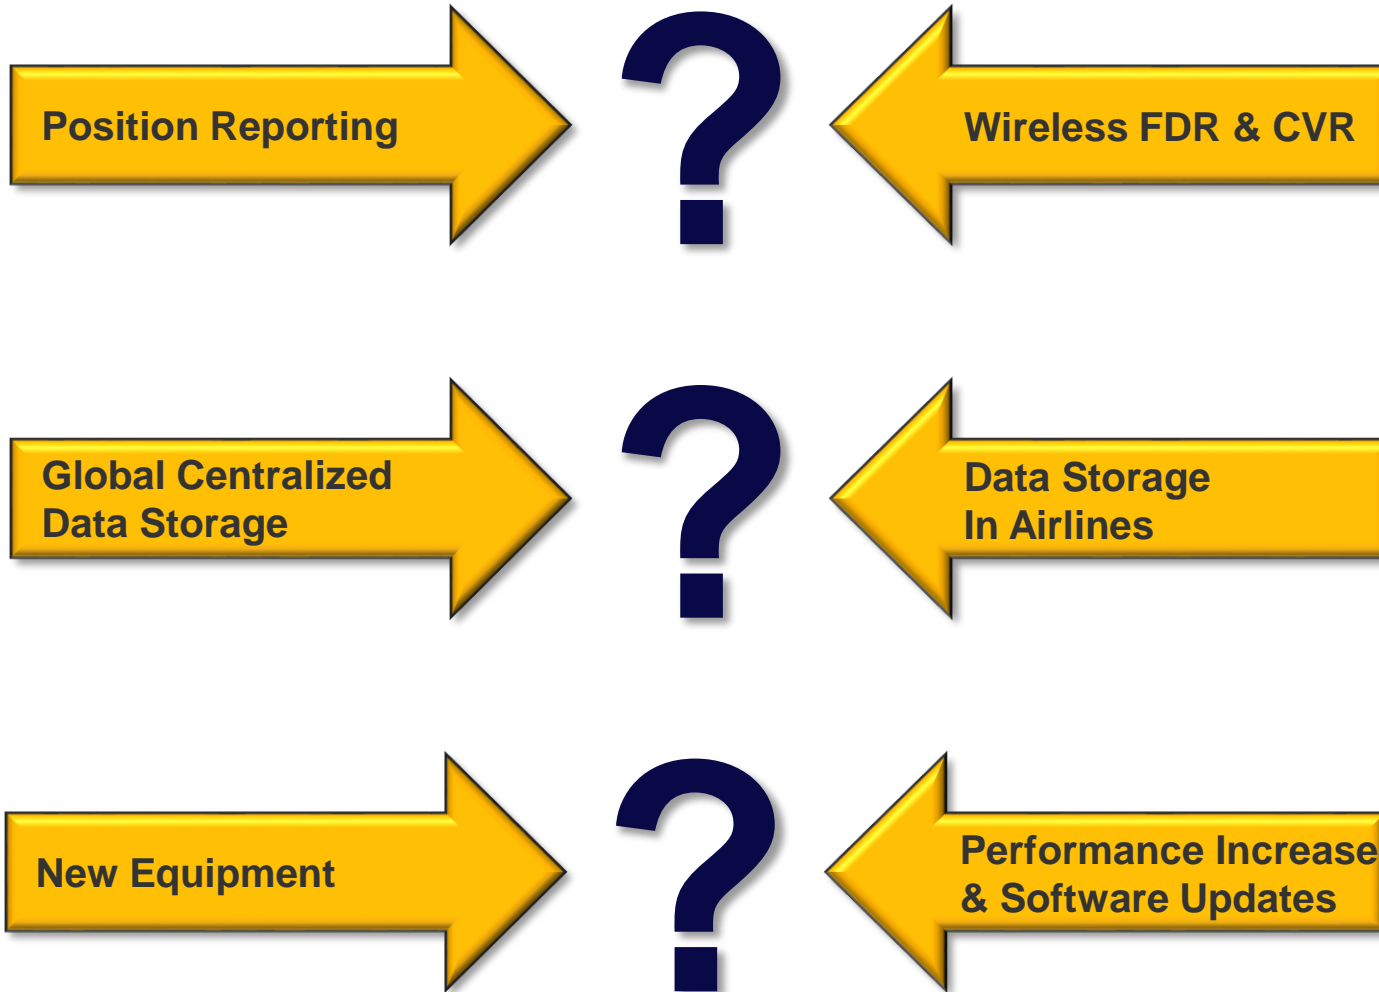 Position Reporting
?
Wireless FDR & CVR
Global Centralized
Data Storage
?
Data Storage
In Airlines
New Equipment
?
Performance Increase
& Software Updates